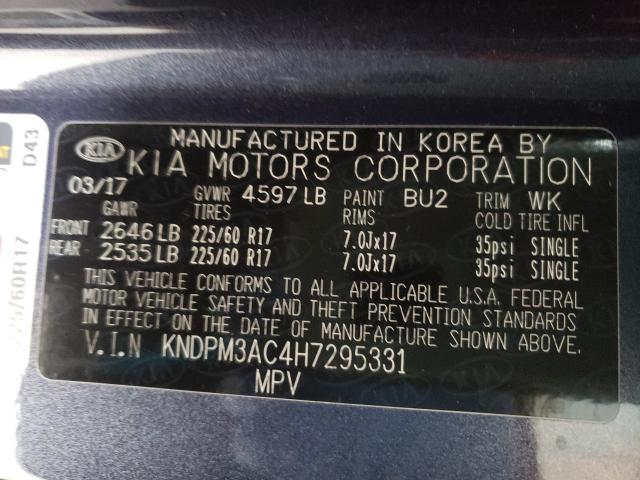 MANUFACTURED IN KOREA BY
KIA KIA MOTORS CORPORATION
03/17 GVWR 4597 LB PAINT BU2 TRIM WK
GAWR TIRES RIMS COLD TIRE INFL
FRONT 2646 LB 225/60 R17 7.0Jx17 35psi SINGLE
REAR 2535 LB 225/60 R17 7.0Jx17 35psi SINGLE
THIS VEHICLE CONFORMS TO ALL APPLICABLE U.S.A. FEDERAL
MOTOR VEHICLE SAFETY AND THEFT PREVENTION STANDARDS
IN EFFECT ON THE DATE OF MANUFACTURE SHOWN ABOVE
V.I.N KNDPM3AC4H7295331
MPV
D43
225/60R17